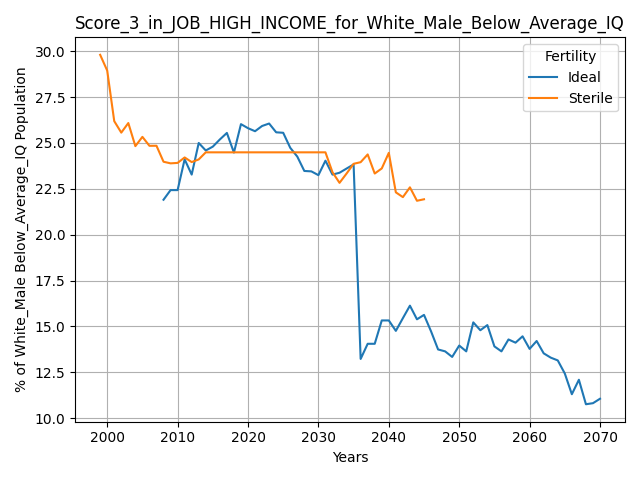 Score_3_in_JOB_HIGH_INCOME_for_White_Male_Below_Average_IQ
% of White_Male Below_Average_IQ Population
30.0
27.5
25.0
22.5
20.0
17.5
15.0
12.5
10.0
Fertility
Ideal
Sterile
2000 2010 2020 2030 2040 2050 2060 2070
Years